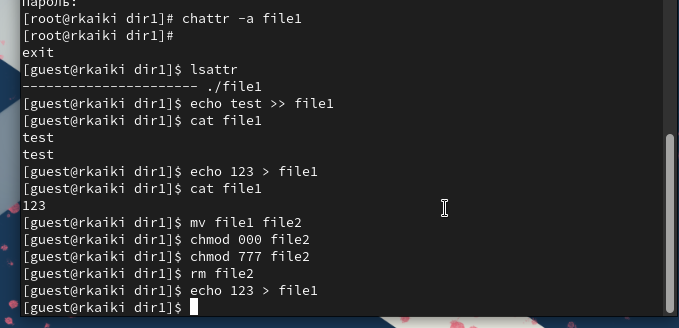 пароль:
[root@rkaiki dir1]# chattr -a file1
[root@rkaiki dir1]#
exit
[guest@rkaiki dir1]$ lsattr
---------------------- ./file1
[guest@rkaiki dir1]$ echo test >> file1
[guest@rkaiki dir1]$ cat file1
test
test
[guest@rkaiki dir1]$ echo 123 > file1
[guest@rkaiki dir1]$ cat file1
123
[guest@rkaiki dir1]$ mv file1 file2
[guest@rkaiki dir1]$ chmod 000 file2
[guest@rkaiki dir1]$ chmod 777 file2
[guest@rkaiki dir1]$ rm file2
[guest@rkaiki dir1]$ echo 123 > file1
[guest@rkaiki dir1]$